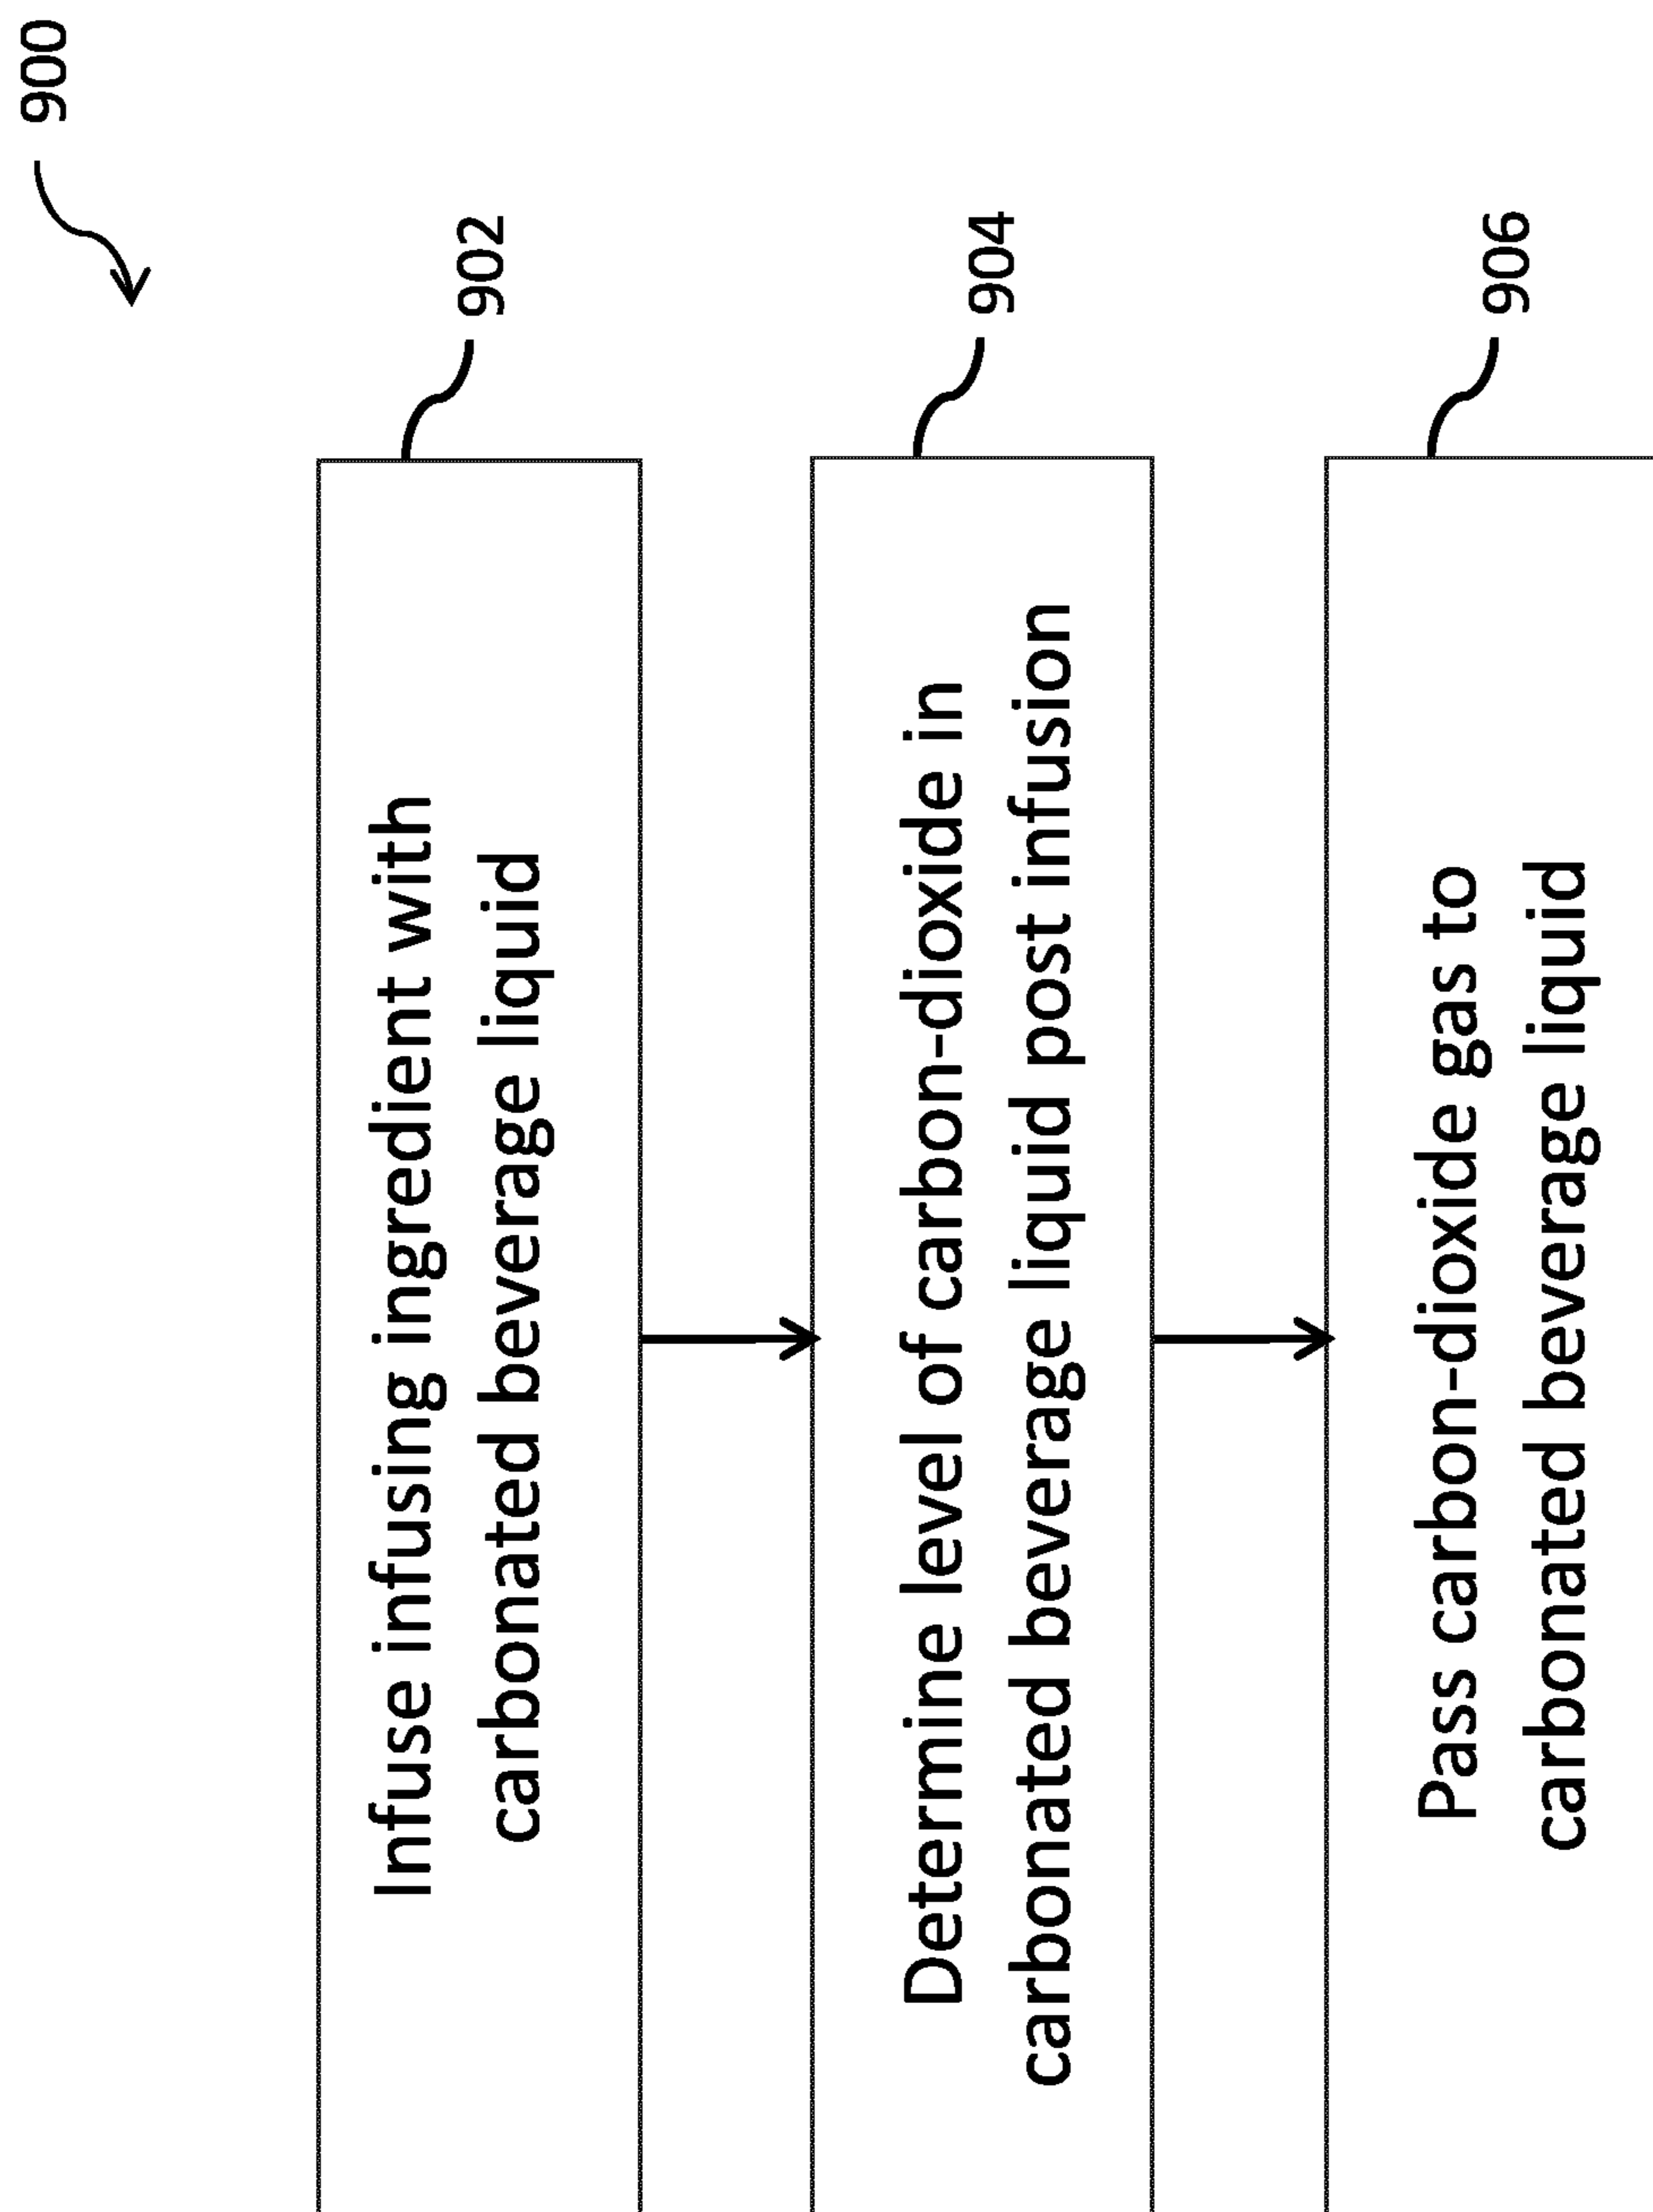 900
Infuse infusing ingredient with
carbonated beverage liquid
902
Determine level of carbon-dioxide in
carbonated beverage liquid post infusion
904
Pass carbon-dioxide gas to
carbonated beverage liquid
906